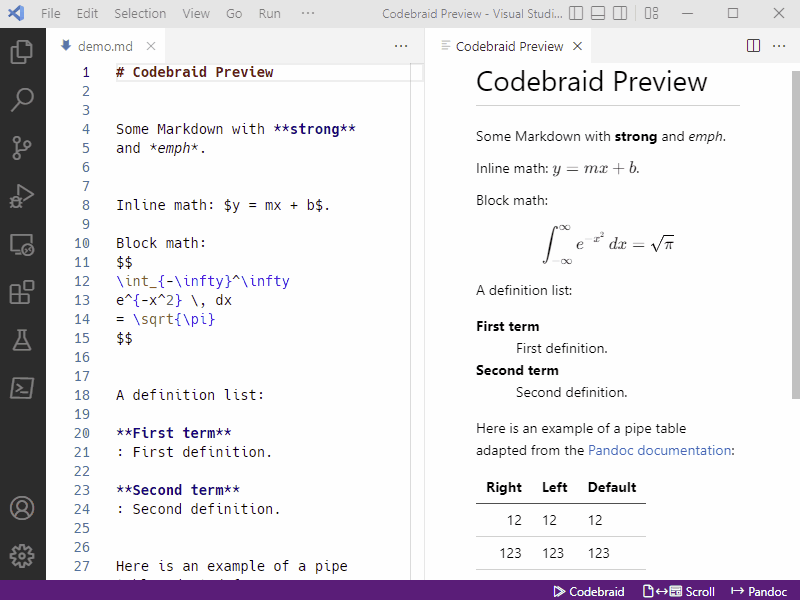 File Edit Selection View Go Run ··· Codebraid Preview - Visual Studi...
demo.md
Codebraid Preview
1 # Codebraid Preview
2
3
4 Some Markdown with **strong**
5 and *emph*.
6
7
8 Inline math: $y = mx + b$.
9
10 Block math:
11 $$
12 \int_{-\infty}^\infty
13 e^{-x^2} \, dx
14 = \sqrt{\pi}
15 $$
16
17
18 A definition list:
19
20 **First term**
21 : First definition.
22
23 **Second term**
24 : Second definition.
25
26
27 Here is an example of a pipe
Codebraid Preview
Some Markdown with strong and emph.
Inline math: y = mx + b.
Block math:
∫_{−∞}^{∞} e^{−x^2} dx = √π
A definition list:
First term
First definition.
Second term
Second definition.
Here is an example of a pipe table
adapted from the Pandoc documentation:
Right Left Default
12 12 12
123 123 123
Codebraid Scroll Pandoc